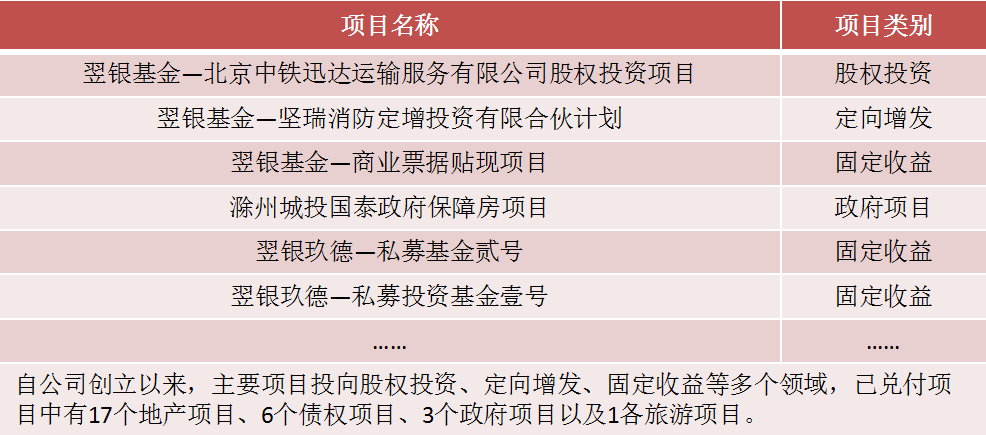 项目名称 项目类别
翌银基金—北京中铁迅达运输服务有限公司股权投资项目 股权投资
翌银基金—坚瑞消防定增投资有限合伙计划 定向增发
翌银基金—商业票据贴现项目 固定收益
滁州城投国泰政府保障房项目 政府项目
翌银玖德—私募基金贰号 固定收益
翌银玖德—私募投资基金壹号 固定收益
…… ……
自公司创立以来，主要项目投向股权投资、定向增发、固定收益等多个领域，已兑付项
目中有17个地产项目、6个债权项目、3个政府项目以及1各旅游项目。